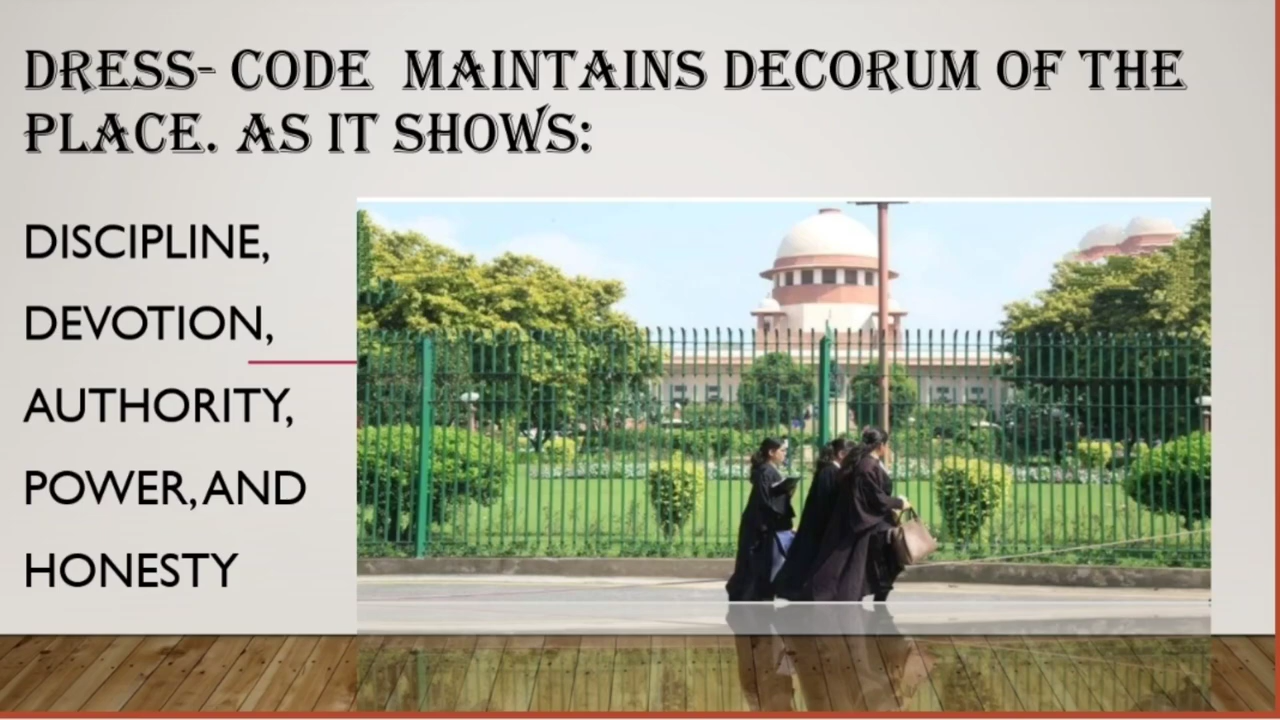 DRESS- CODE MAINTAINS DECORUM OF THE
PLACE. AS IT SHOWS:
DISCIPLINE,
DEVOTION,
AUTHORITY,
POWER, AND
HONESTY